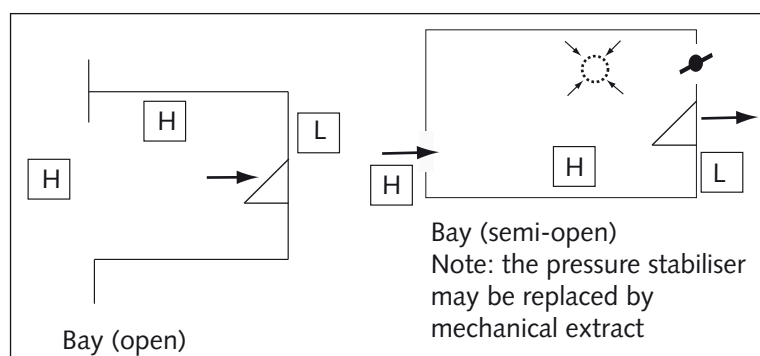 H
L
H
Bay (open)
H
H
L
Bay (semi-open)
Note: the pressure stabiliser
may be replaced by
mechanical extract